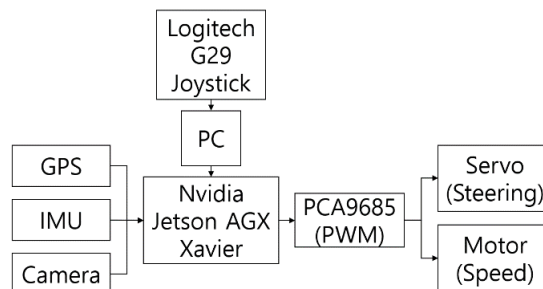 Logitech
G29
Joystick
PC
GPS
IMU
Camera
Nvidia
Jetson AGX
Xavier
PCA9685
(PWM)
Servo
(Steering)
Motor
(Speed)